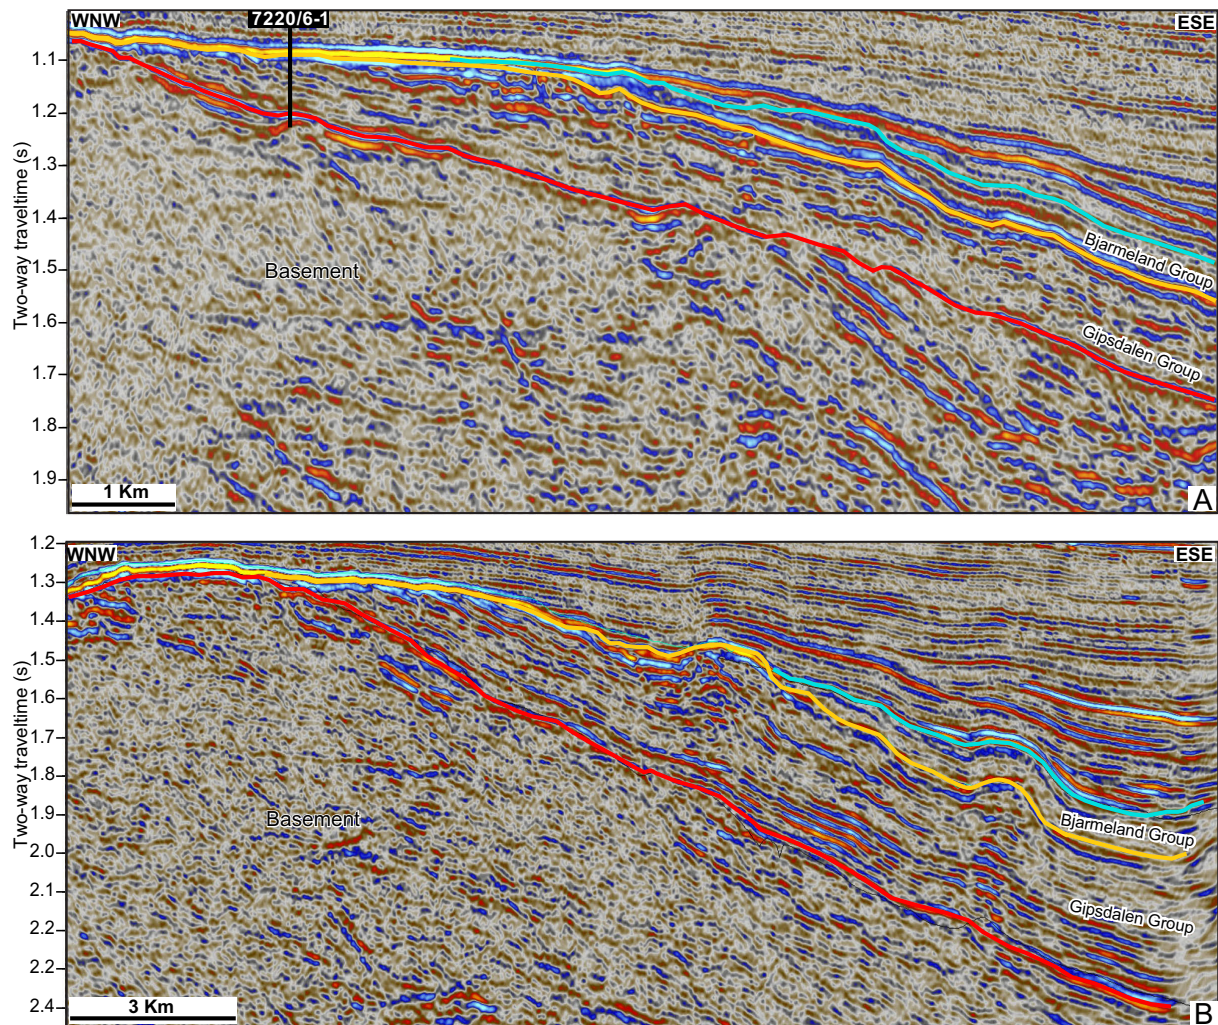 WNW
7220/6-1
ESE
1.1
1.2
1.3
1.4
1.5
1.6
1.7
1.8
1.9
Two-way traveltime (s)
Basement
Bjarmeland Group
Gipsdalen Group
1 Km
A
WNW
ESE
1.2
1.3
1.4
1.5
1.6
1.7
1.8
1.9
2.0
2.1
2.2
2.2
2.4
Two-way traveltime (s)
Basement
Bjarmeland Group
Gipsdalen Group
3 Km
B